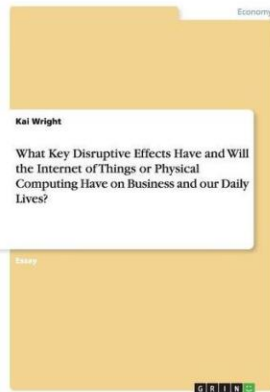 Economy
Kai Wright
What Key Disruptive Effects Have and Will
the Internet of Things or Physical
Computing Have on Business and our Daily
Lives?
Essay
GRIN